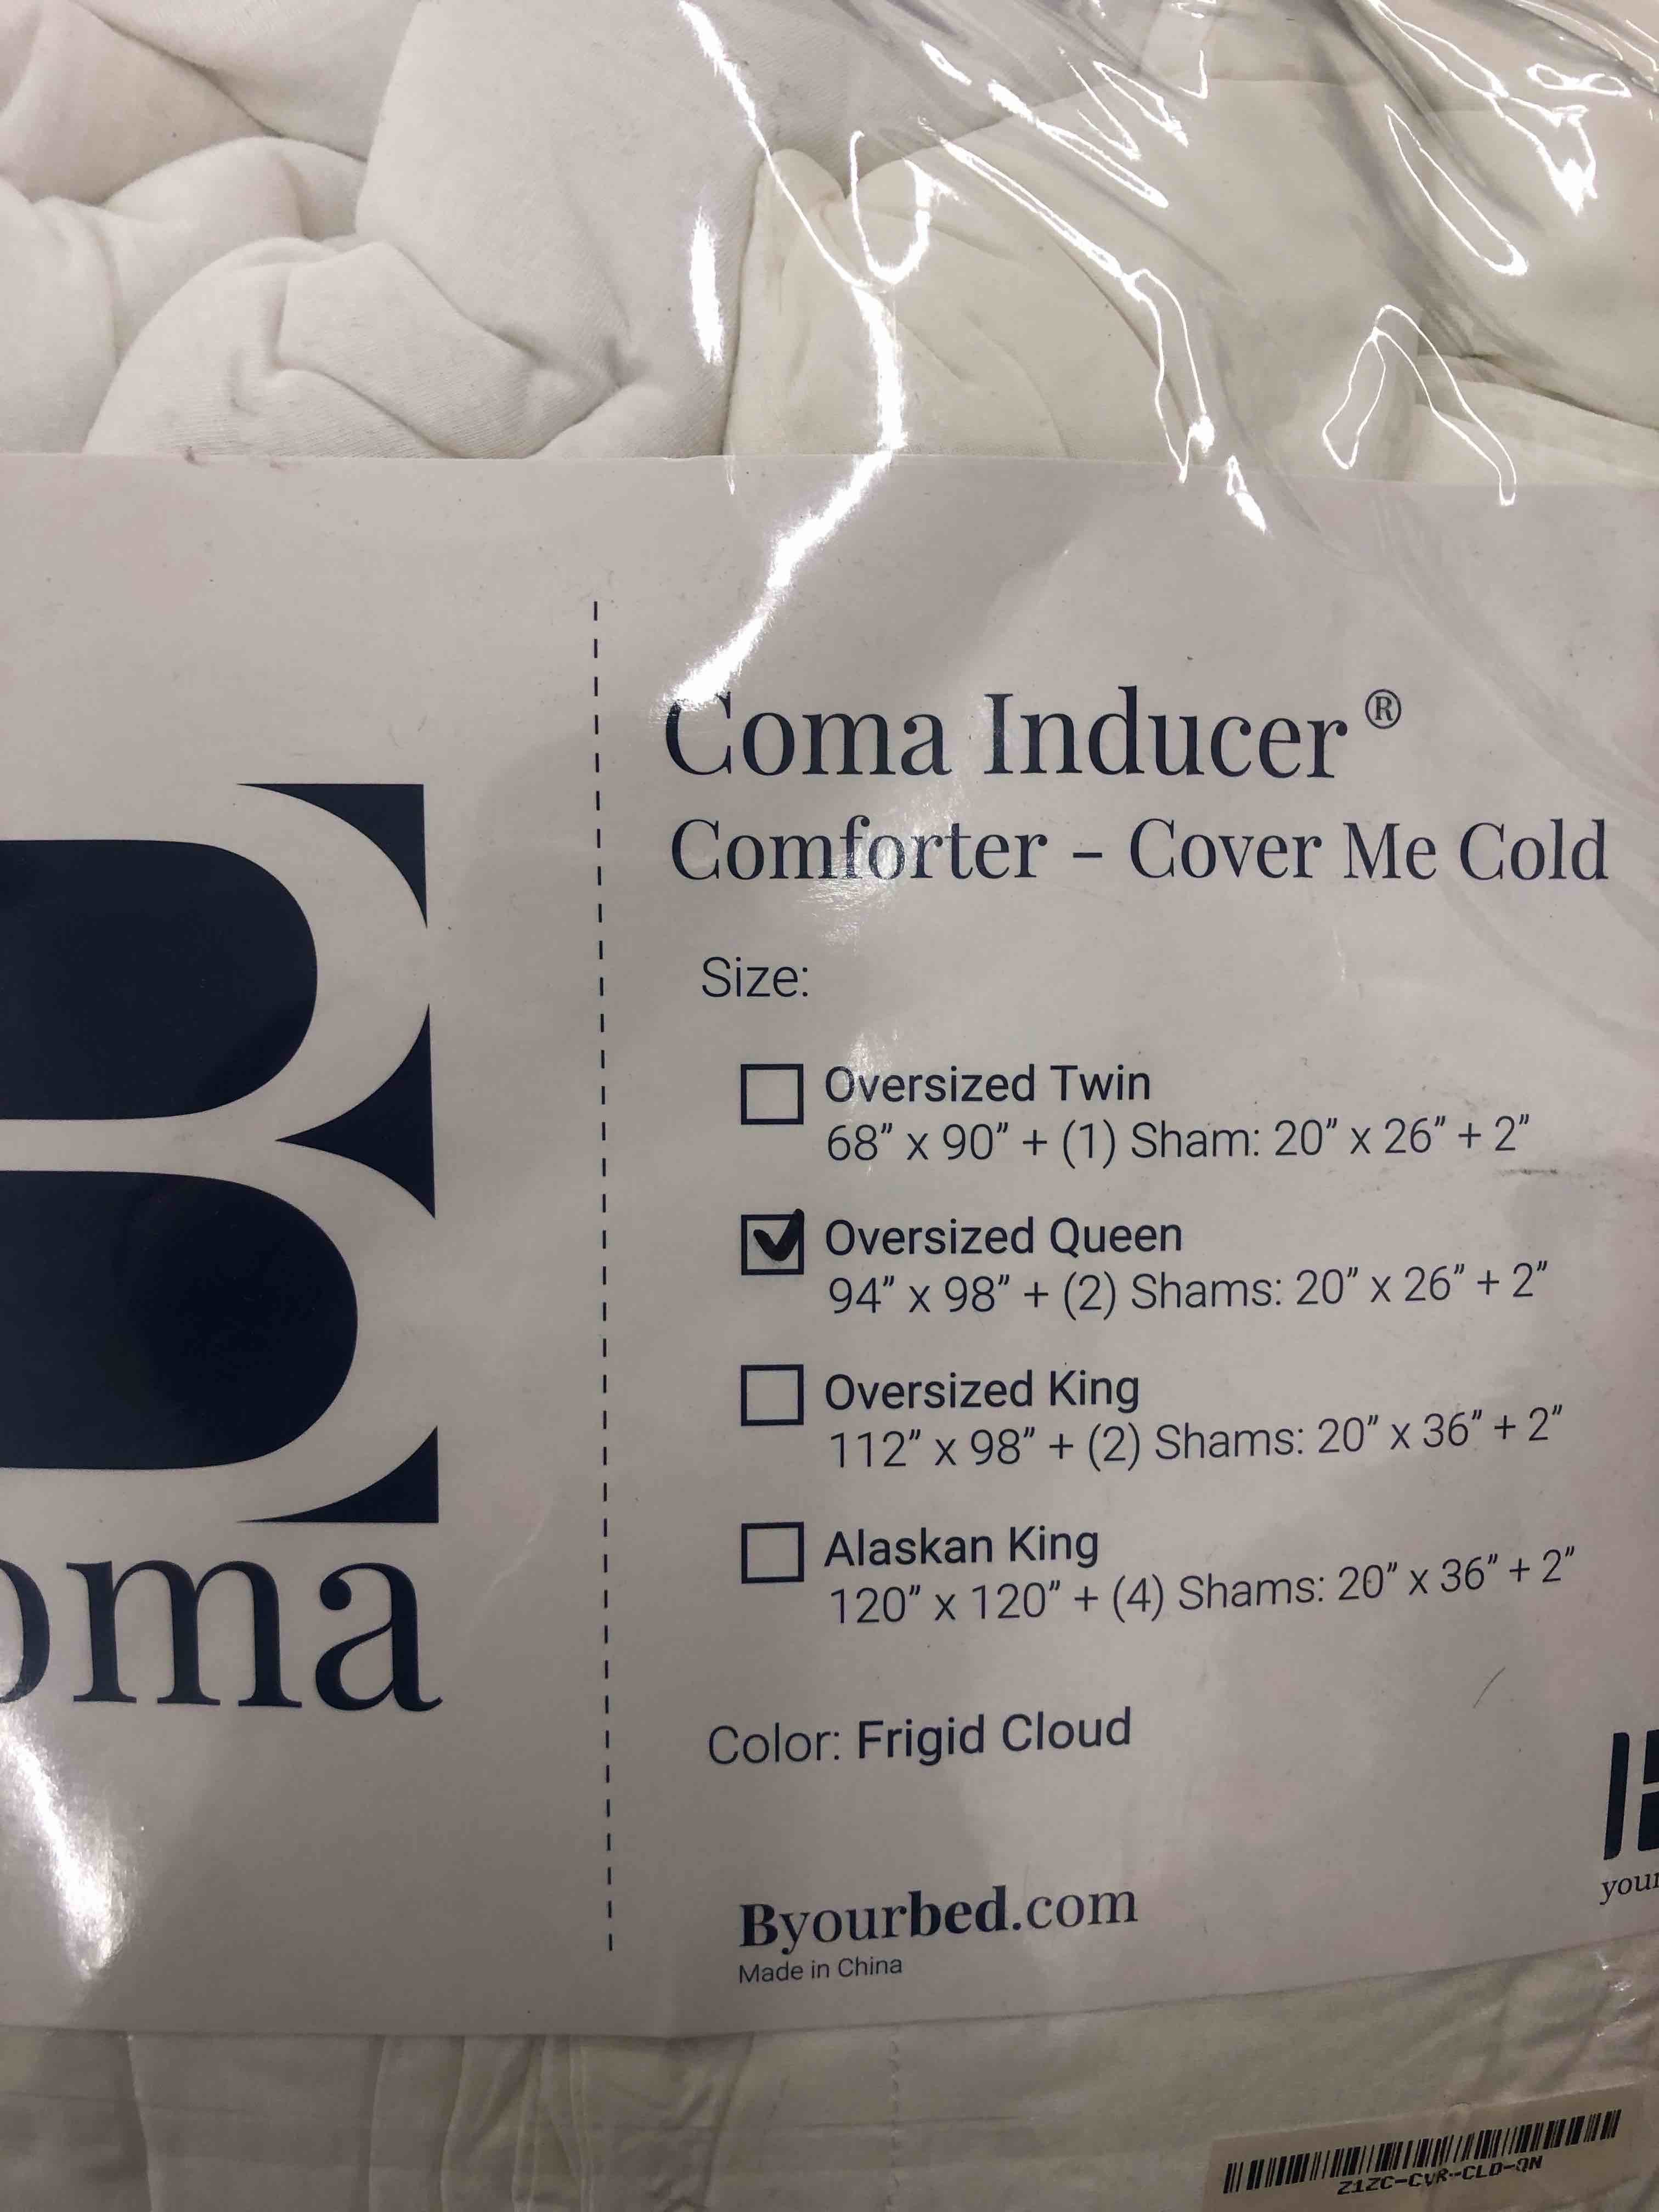 oma
Coma Inducer®
Comforter - Cover Me Cold
Size:
Oversized Twin
68" x 90" + (1) Sham: 20" x 26" + 2"
Oversized Queen
94" x 98" + (2) Shams: 20" x 26" + 2"
Oversized King
112" x 98" + (2) Shams: 20" x 36" + 2"
Alaskan King
120" x 120" + (4) Shams: 20" x 36" + 2"
Color: Frigid Cloud
Byourbed.com
Made in China
your
Z1ZC-CVR-CLD-QN